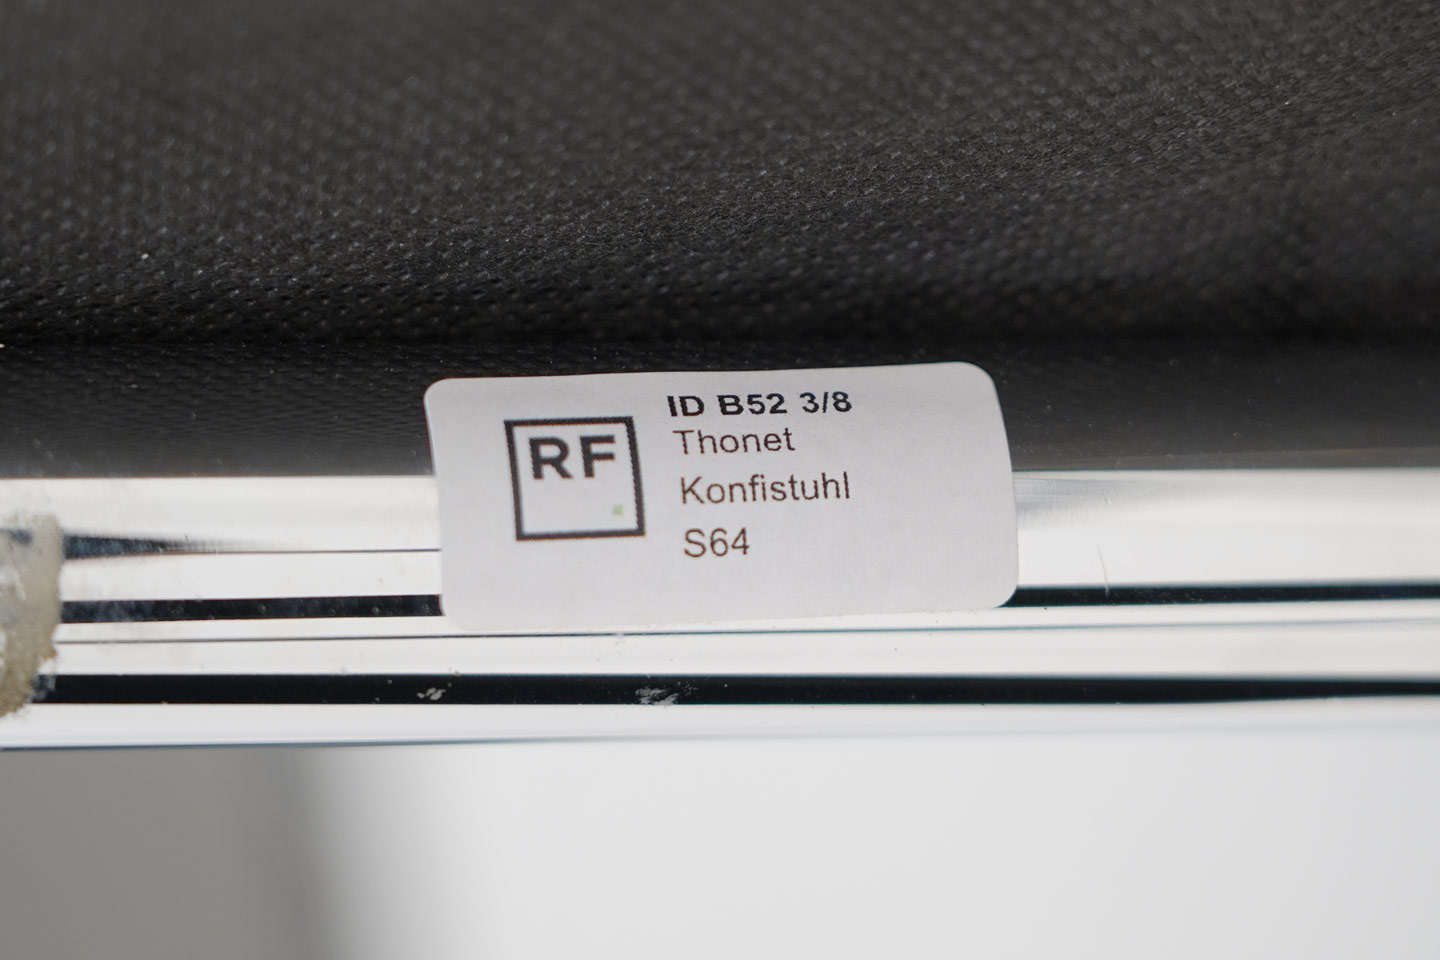 RF
ID B52 3/8
Thonet
Konfistuhl
S64